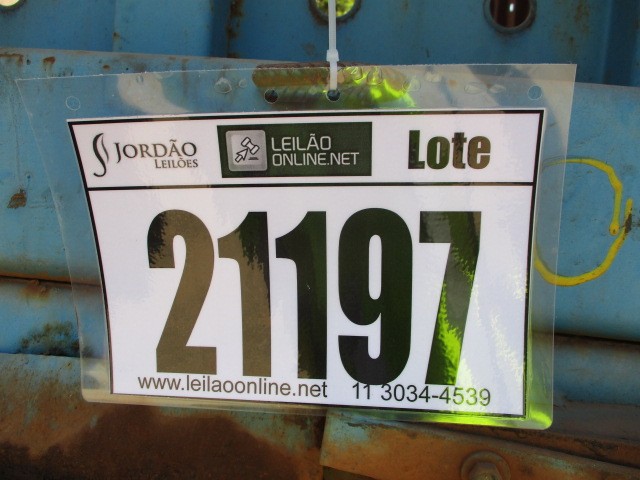 JORDÃO
LEILÕES
LEILÃO
ONLINE.NET
Lote
21197
www.leilaoonline.net 11 3034-4539